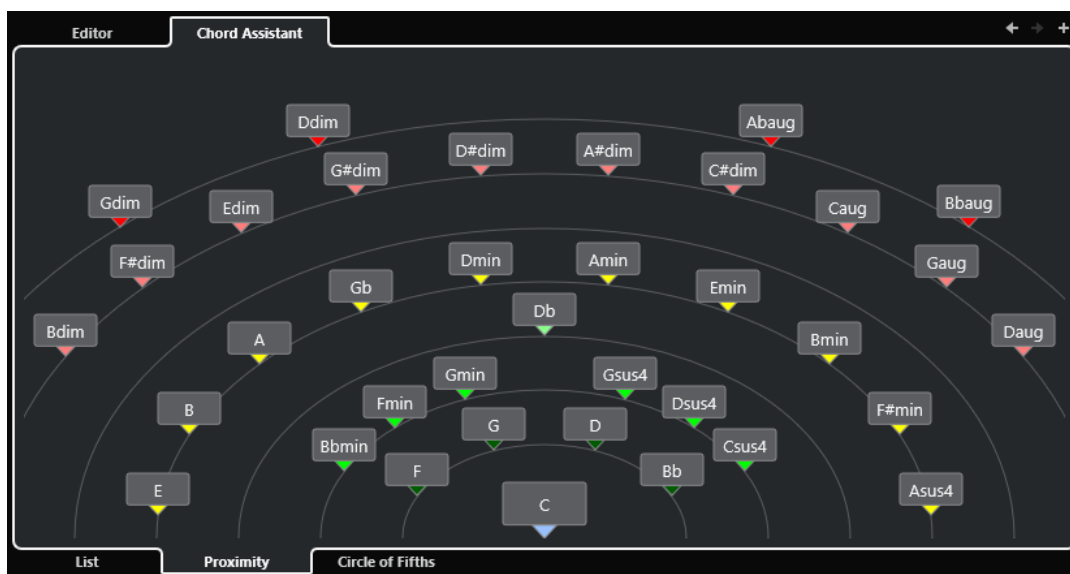 Editor Chord Assistant
Ddim Abaug
D#dim A#dim
G#dim C#dim
Gdim Edim Caug Bbaug
F#dim Gaug
Dmin Amin
Gb Emin
Bdim A Db Bmin Daug
Gmin Gsus4
Fmin Dsus4
B F#min
G D
Bbmin Csus4
F Bb
E Asus4
C
List Proximity Circle of Fifths